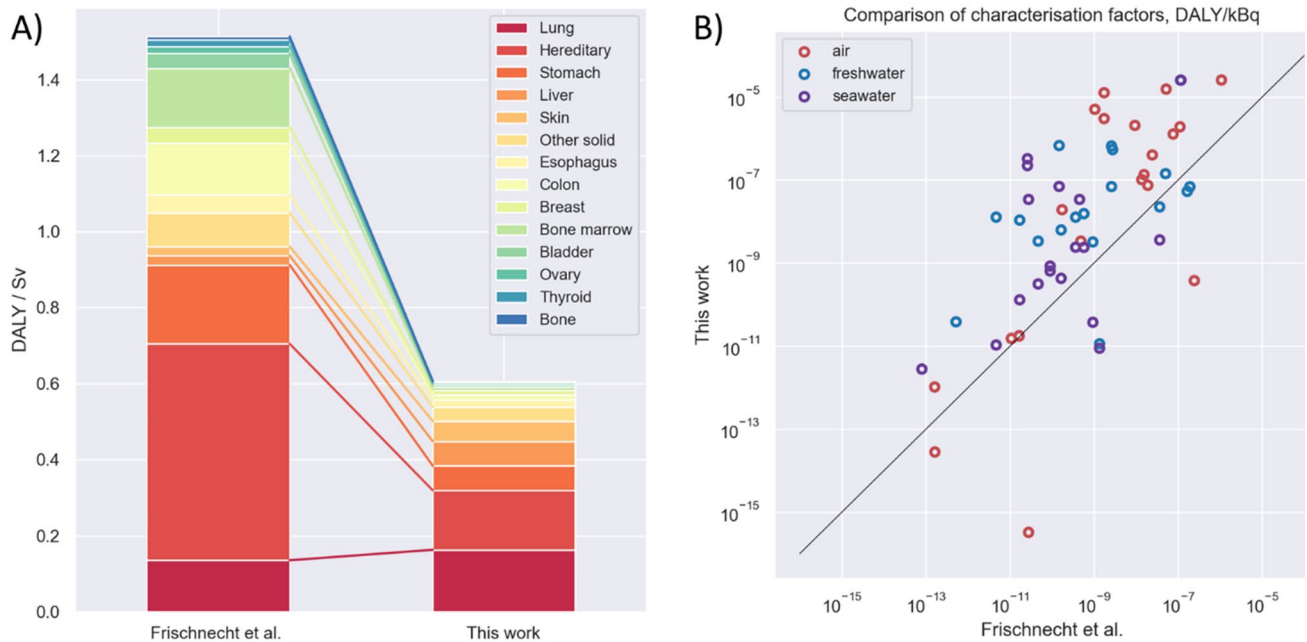 A)
DALY / Sv
1.4
1.2
1.0
0.8
0.6
0.4
0.2
0.0
Lung
Hereditary
Stomach
Liver
Skin
Other solid
Esophagus
Colon
Breast
Bone marrow
Bladder
Ovary
Thyroid
Bone
Frischnecht et al.
This work
B)
Comparison of characterisation factors, DALY/kBq
air
freshwater
seawater
This work
10⁻⁵
10⁻⁷
10⁻⁹
10⁻¹¹
10⁻¹³
10⁻¹⁵
10⁻¹⁵ 10⁻¹³ 10⁻¹¹ 10⁻⁹ 10⁻⁷ 10⁻⁵
Frischnecht et al.